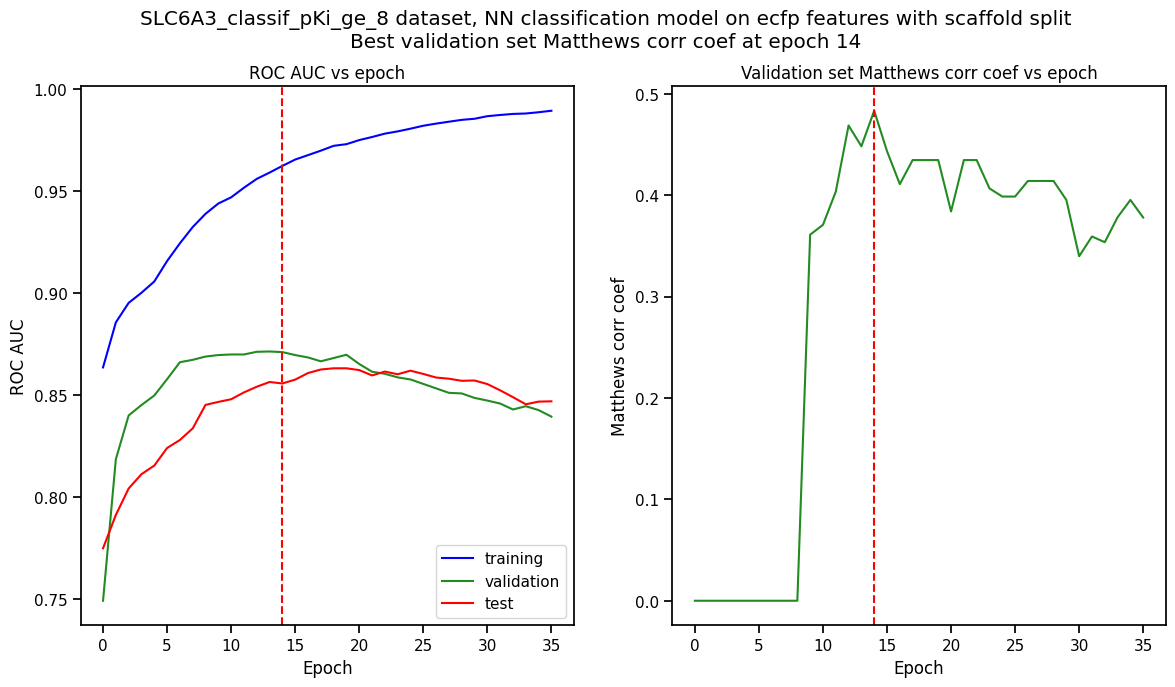 SLC6A3_classif_pKi_ge_8 dataset, NN classification model on ecfp features with scaffold split
Best validation set Matthews corr coef at epoch 14
ROC AUC vs epoch
1.00
0.95
0.90
0.85
0.80
0.75
ROC AUC
0 5 10 15 20 25 30 35
Epoch
training
validation
test
Validation set Matthews corr coef vs epoch
0.5
0.4
0.3
0.2
0.1
0.0
Matthews corr coef
0 5 10 15 20 25 30 35
Epoch